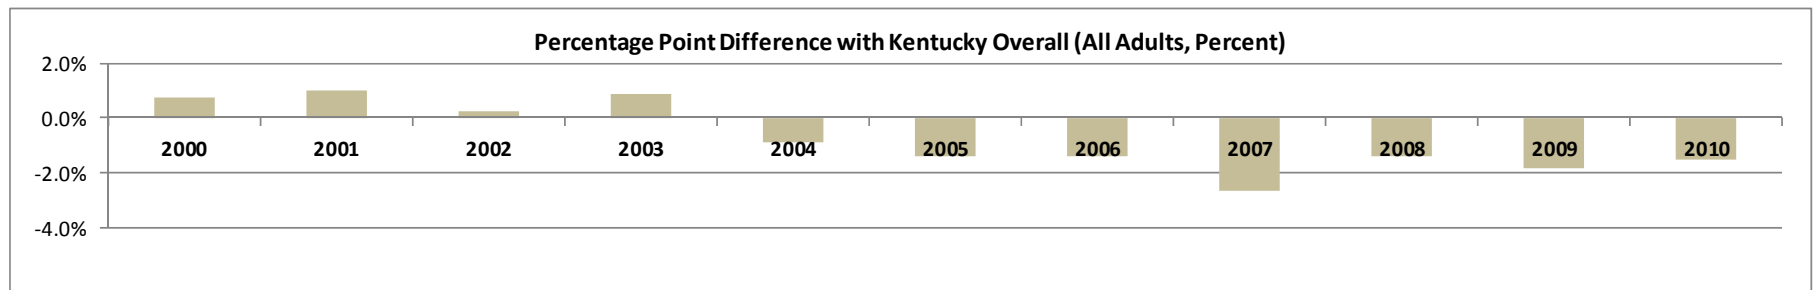 Percentage Point Difference with Kentucky Overall (All Adults, Percent)
2.0%
0.0%
2000 2001 2002 2003 2004 2005 2006 2007 2008 2009 2010
-2.0%
-4.0%